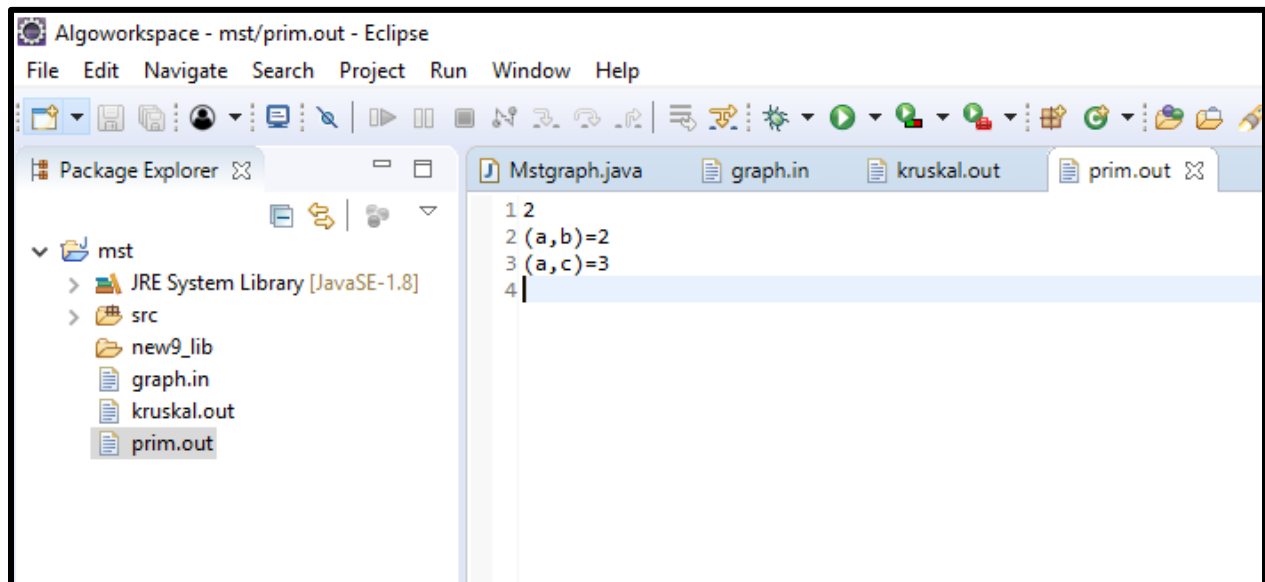 Algoworkspace - mst/prim.out - Eclipse
File Edit Navigate Search Project Run Window Help
Package Explorer
Mstgraph.java graph.in kruskal.out prim.out
mst
JRE System Library [JavaSE-1.8]
src
new9_lib
graph.in
kruskal.out
prim.out
1 2
2 (a,b)=2
3 (a,c)=3
4